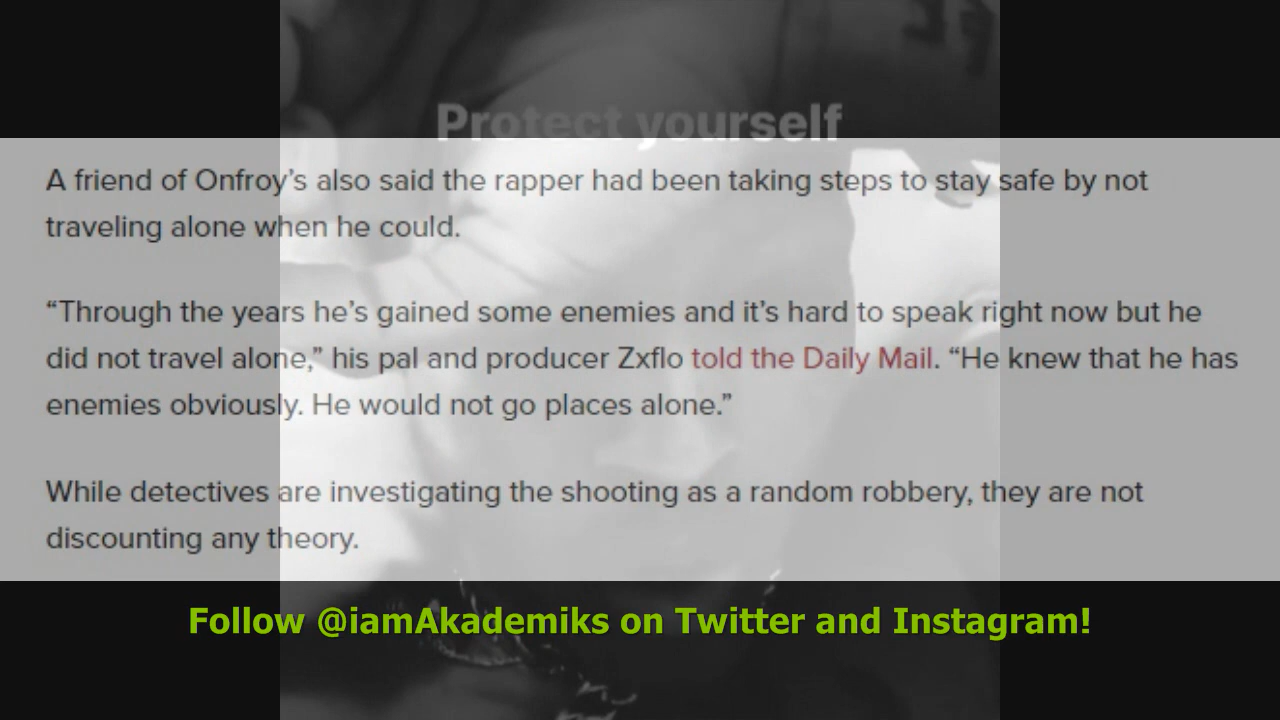 Protect yourself
A friend of Onfroy’s also said the rapper had been taking steps to stay safe by not
traveling alone when he could.
“Through the years he’s gained some enemies and it’s hard to speak right now but he
did not travel alone,” his pal and producer Zxflo told the Daily Mail. “He knew that he has
enemies obviously. He would not go places alone.”
While detectives are investigating the shooting as a random robbery, they are not
discounting any theory.
Follow @iamAkademiks on Twitter and Instagram!